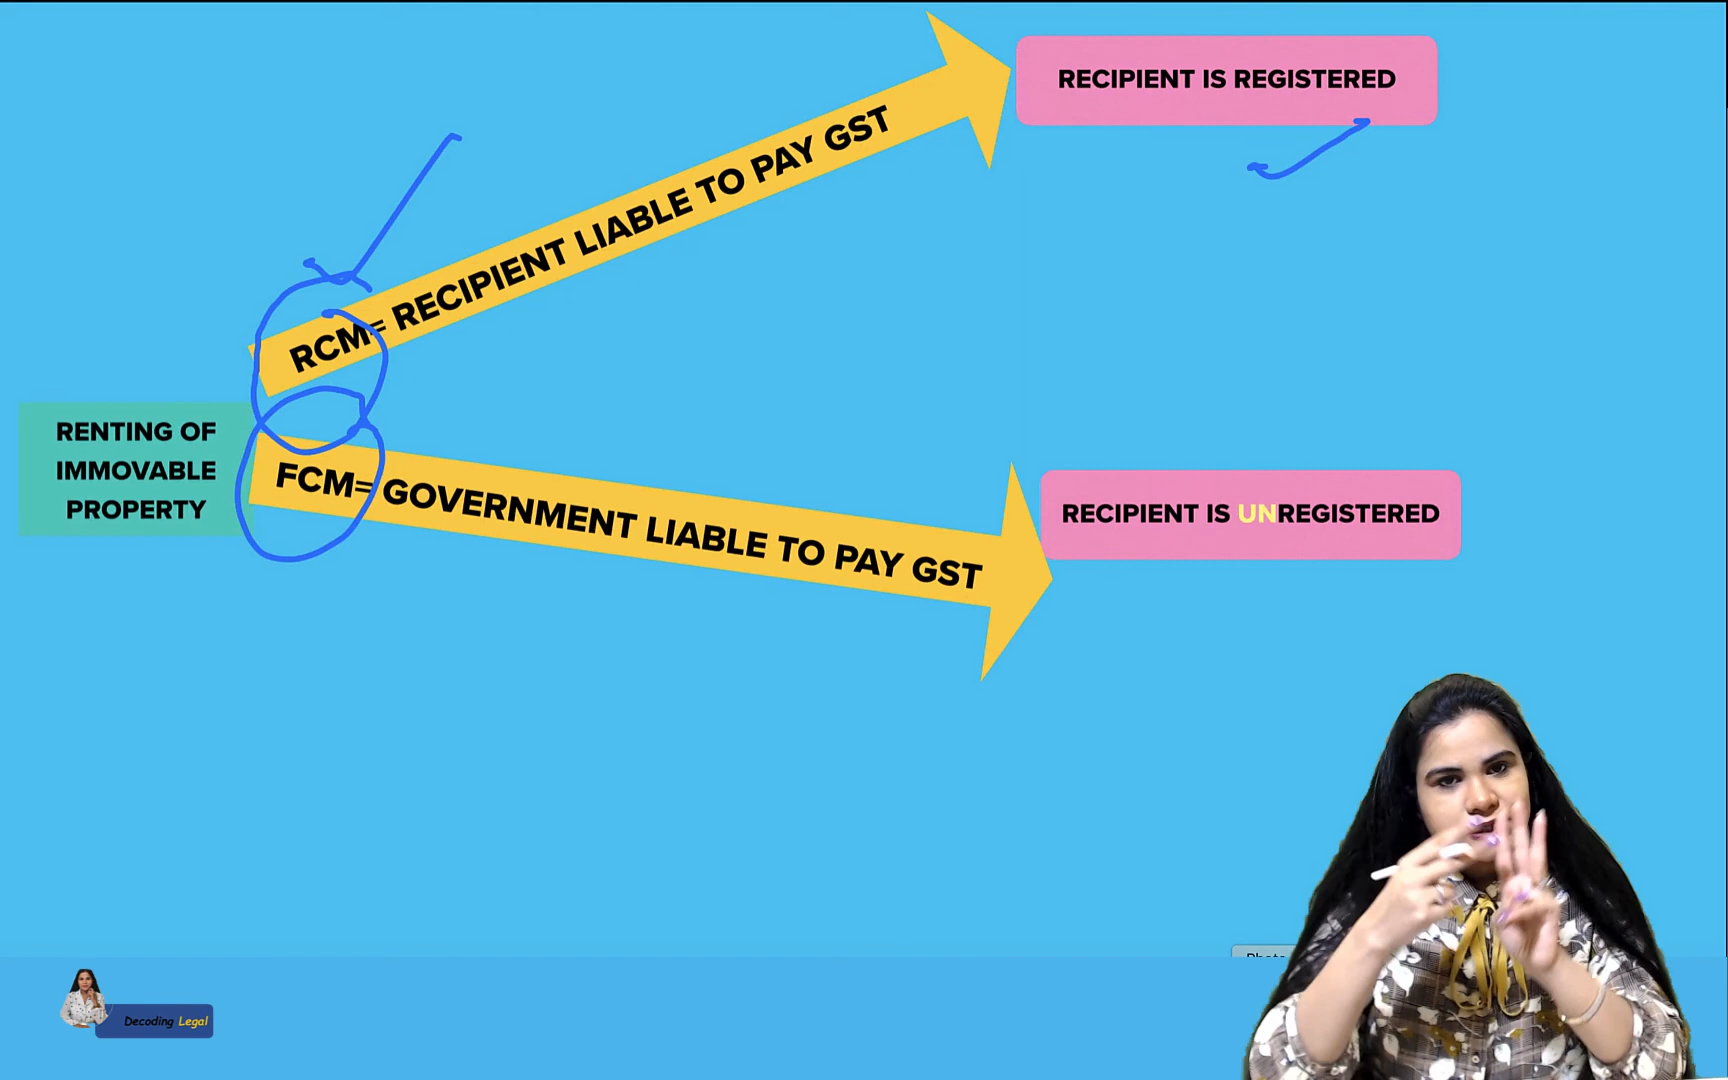 RECIPIENT IS REGISTERED
RCM= RECIPIENT LIABLE TO PAY GST
RENTING OF
IMMOVABLE
PROPERTY
FCM= GOVERNMENT LIABLE TO PAY GST
RECIPIENT IS UNREGISTERED
Decoding Legal